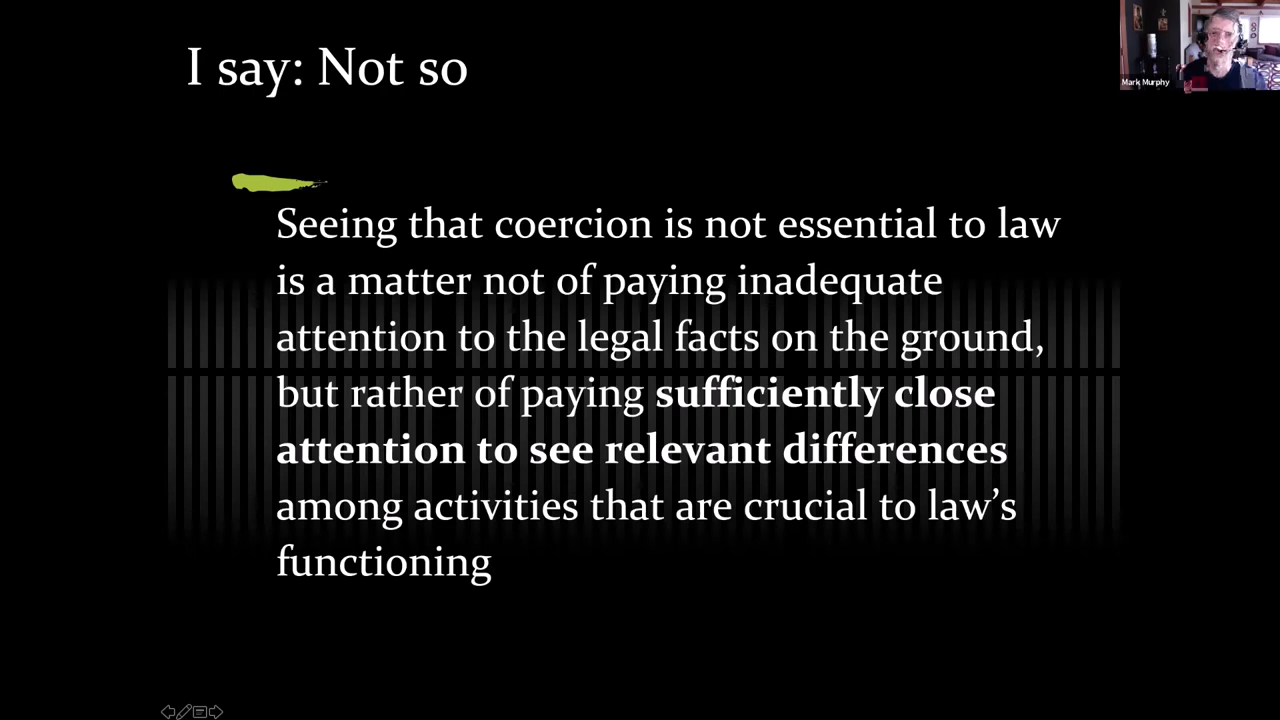 I say: Not so
Mark Murphy
Seeing that coercion is not essential to law
is a matter not of paying inadequate
attention to the legal facts on the ground,
but rather of paying sufficiently close
attention to see relevant differences
among activities that are crucial to law’s
functioning